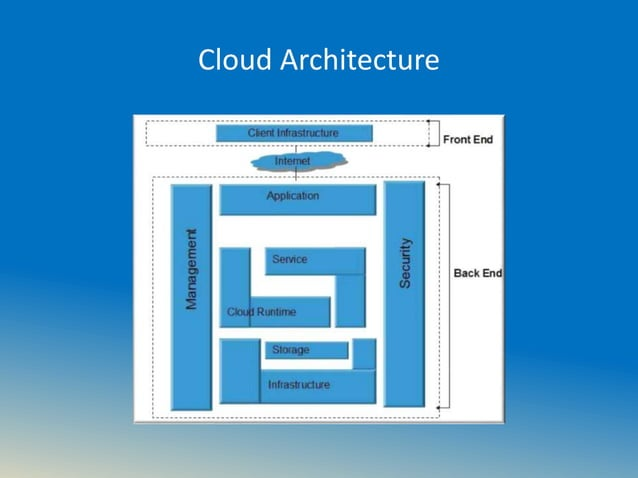 Cloud Architecture
Client Infrastructure
Front End
Internet
Application
Management
Security
Service
Back End
Cloud Runtime
Storage
Infrastructure